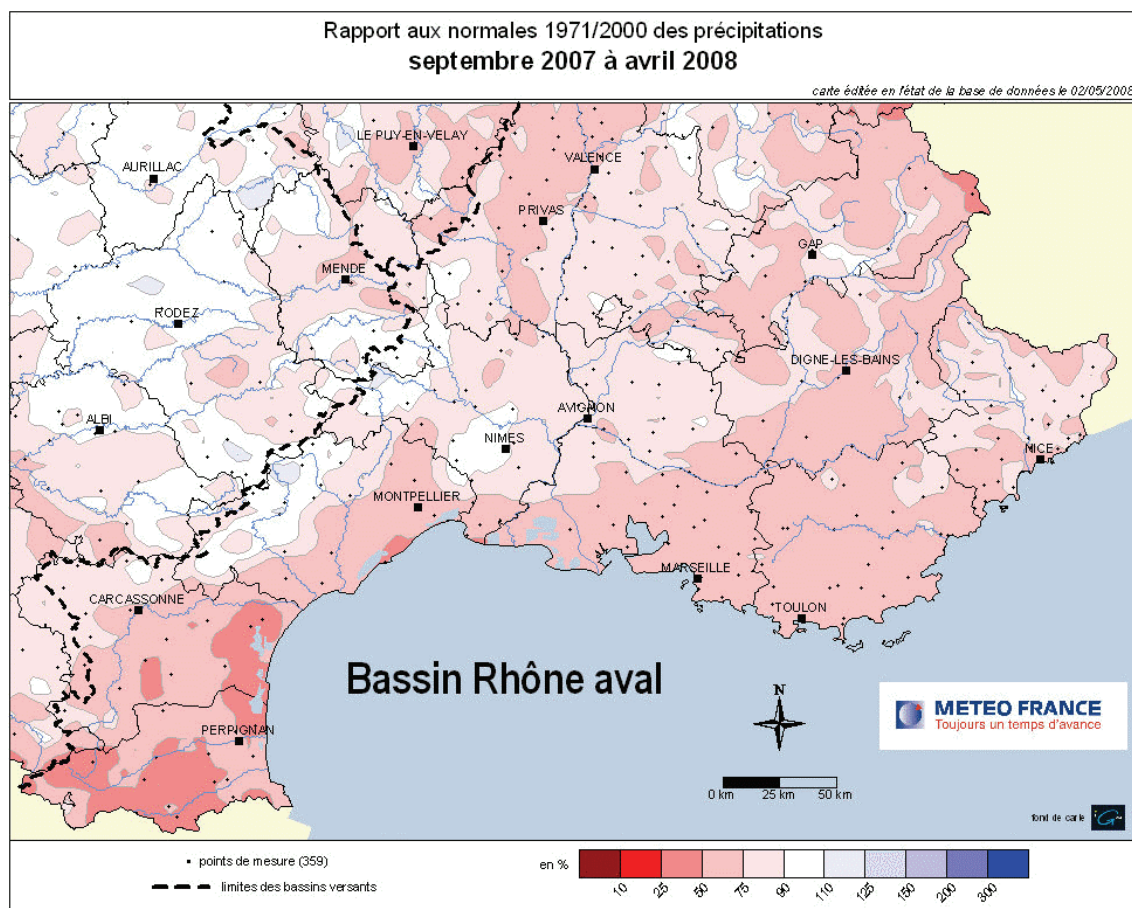 Rapport aux normales 1971/2000 des précipitations
septembre 2007 à avril 2008
carte éditée en l'état de la base de données le 02/05/2008
LE PUY-EN-VELAY
AURILLAC
VALENCE
PRIVAS
GAP
MENDE
RODEZ
DIGNE-LES-BAINS
AVIGNON
ALBI
NIMES
NICE
MONTPELLIER
MARSEILLE
CARCASSONNE
TOULON
Bassin Rhône aval
N
METEO FRANCE
Toujours un temps d'avance
PERPIGNAN
0 km 25 km 50 km
fond de carte
points de mesure (359)
limites des bassins versants
en %
10 25 50 75 90 110 125 150 200 300